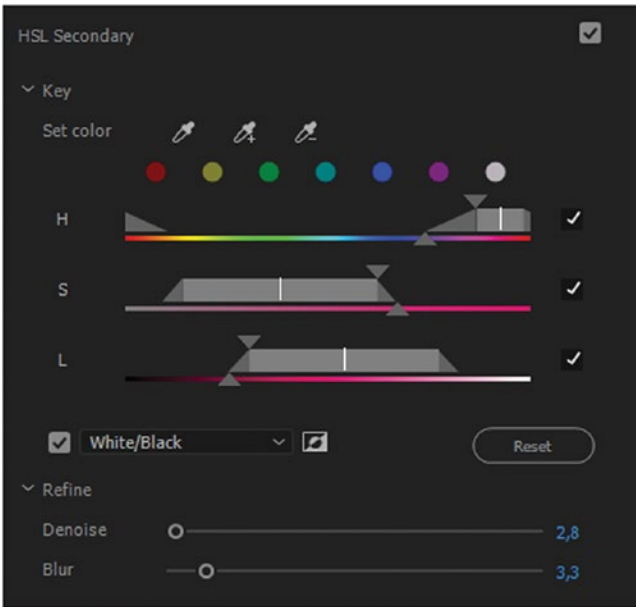 HSL Secondary
Key
Set color
H
S
L
White/Black
Reset
Refine
Denoise 2,8
Blur 3,3